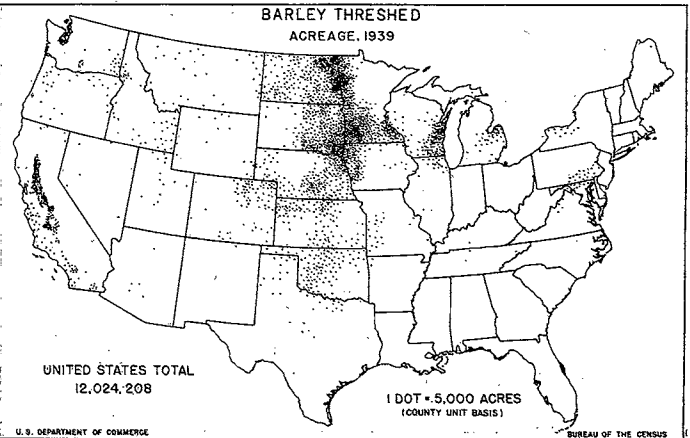 BARLEY THRESHED
ACREAGE, 1939
UNITED STATES TOTAL
12,024,208
1 DOT = 5,000 ACRES
(COUNTY UNIT BASIS)
U. S. DEPARTMENT OF COMMERCE
BUREAU OF THE CENSUS